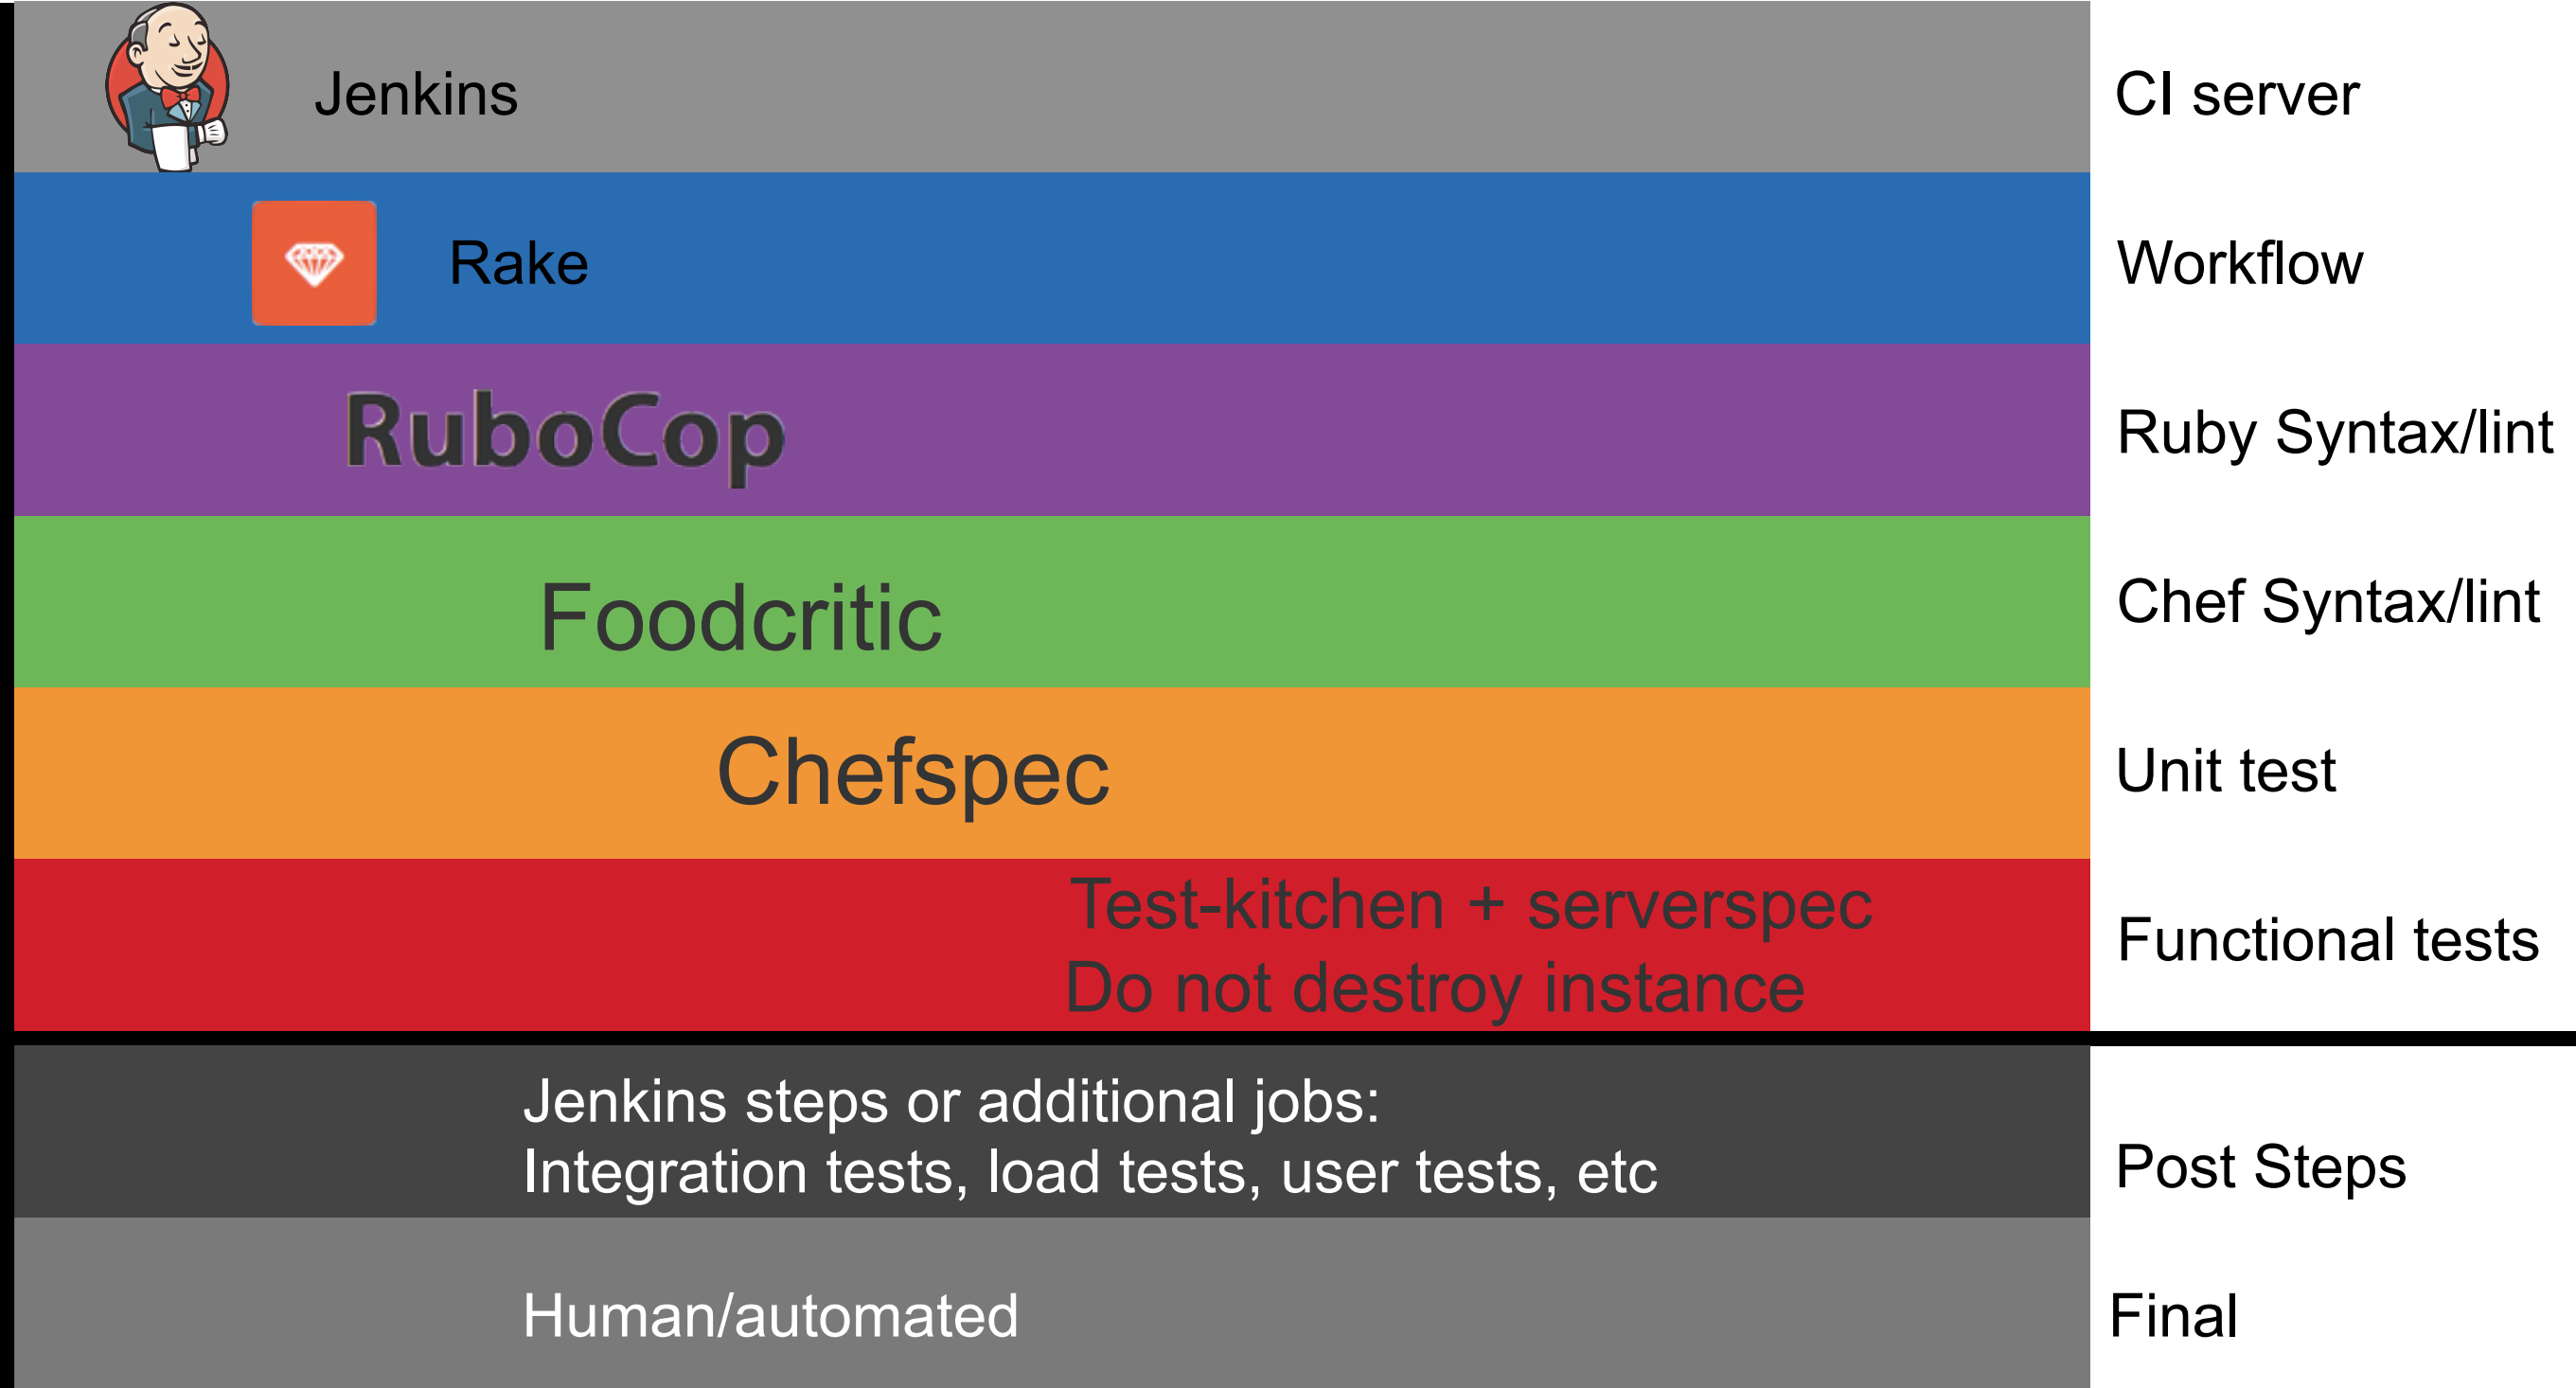 Jenkins
CI server
Rake
Workflow
RuboCop
Ruby Syntax/lint
Foodcritic
Chef Syntax/lint
Chefspec
Unit test
Test-kitchen + serverspec
Do not destroy instance
Functional tests
Jenkins steps or additional jobs:
Integration tests, load tests, user tests, etc
Post Steps
Human/automated
Final